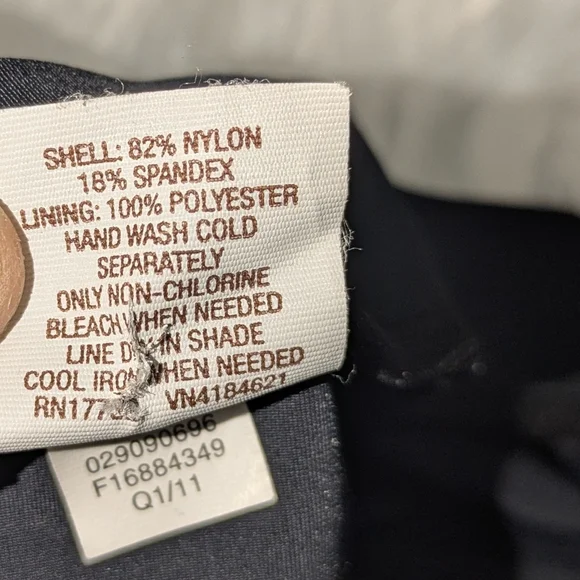 SHELL: 82% NYLON
18% SPANDEX
LINING: 100% POLYESTER
HAND WASH COLD
SEPARATELY
ONLY NON-CHLORINE
BLEACH WHEN NEEDED
LINE IN SHADE
COOL IRON WHEN NEEDED
VN4184621
029090696
F16884349
Q1/11